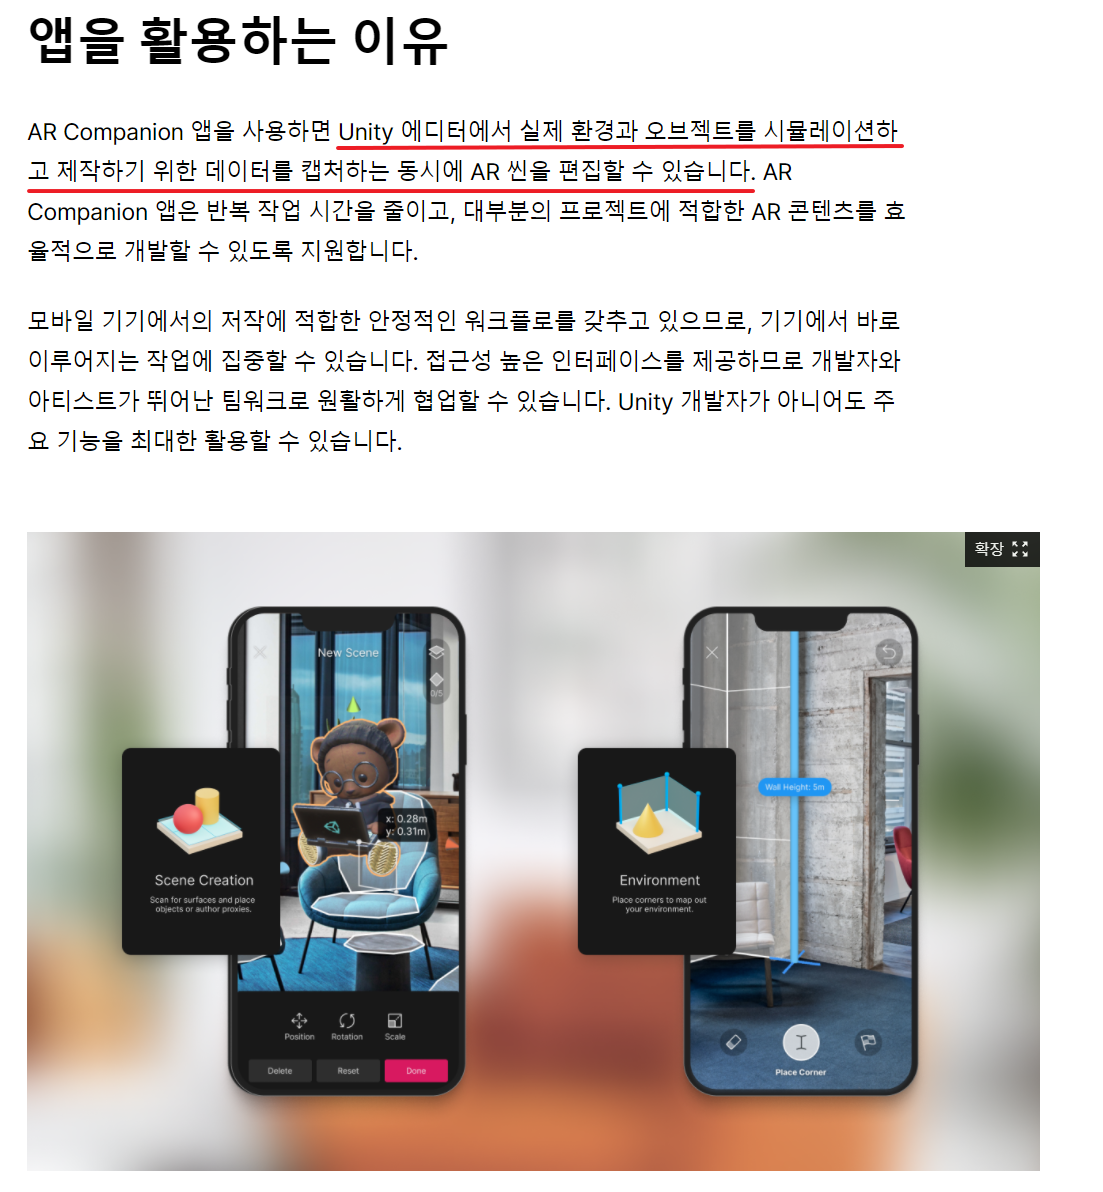 앱을 활용하는 이유
AR Companion 앱을 사용하면 Unity 에디터에서 실제 환경과 오브젝트를 시뮬레이션하
고 제작하기 위한 데이터를 캡처하는 동시에 AR 씬을 편집할 수 있습니다. AR
Companion 앱은 반복 작업 시간을 줄이고, 대부분의 프로젝트에 적합한 AR 콘텐츠를 효
율적으로 개발할 수 있도록 지원합니다.
모바일 기기에서의 저작에 적합한 안정적인 워크플로를 갖추고 있으므로, 기기에서 바로
이루어지는 작업에 집중할 수 있습니다. 접근성 높은 인터페이스를 제공하므로 개발자와
아티스트가 뛰어난 팀워크로 원활하게 협업할 수 있습니다. Unity 개발자가 아니어도 주
요 기능을 최대한 활용할 수 있습니다.
확장
New Scene
0/5
x: 0.28m
y: 0.31m
Scene Creation
Scan for surfaces and place
objects or author proxies.
Position Rotation Scale
Delete Reset Done
Wall Height: 5m
Environment
Place corners to map out
your environment.
Place Corner